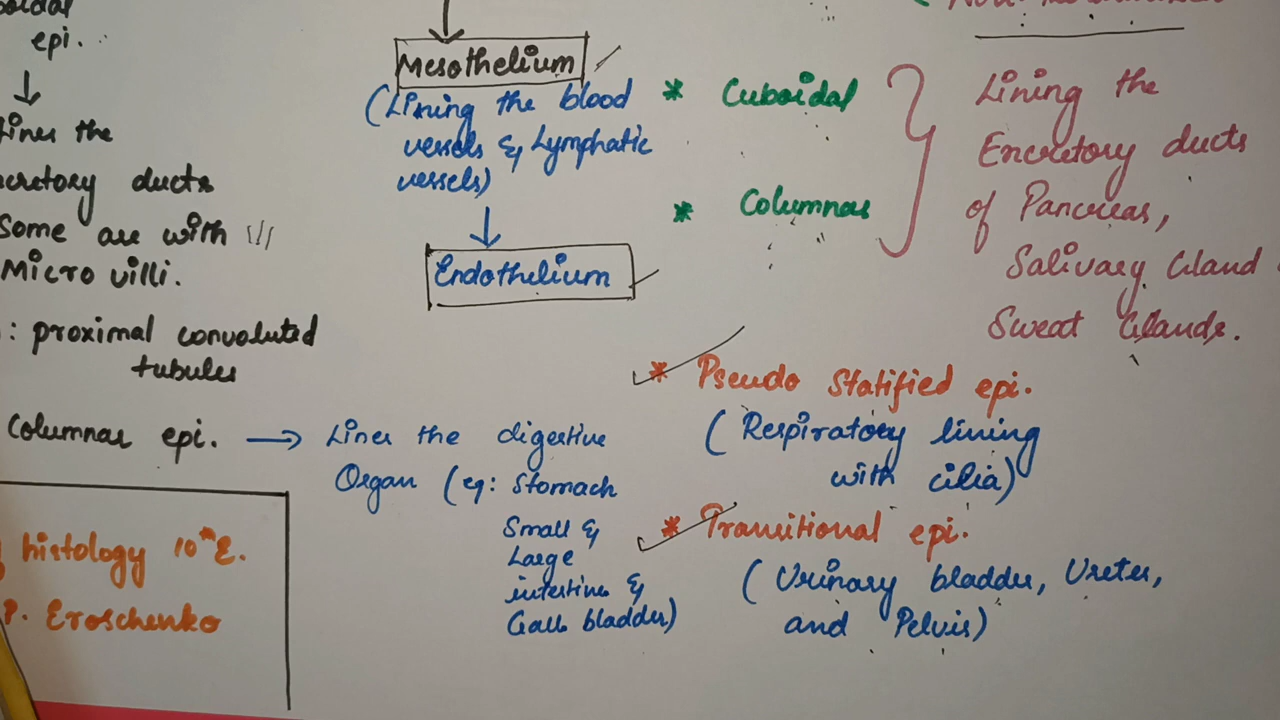 epi.
↓
Lines the
ducts
Some are with
Micro villi.
: proximal convoluted
tubules
Columnar epi. → Lines the digestive
Organ (eg: Stomach
Small &
Large
intestine &
Gall bladder)
histology 10th E.
P. Eroschenko
Mesothelium
(Lining the blood
vessels & Lymphatic
vessels)
↓
Endothelium
* Cuboidal
* Columnar
Lining the
Excretory ducts
of Pancreas,
Salivary Gland
Sweat Glands.
* Pseudo Statified epi.
(Respiratory lining
with cilia)
* Transitional epi.
(Urinary bladder, Ureter,
and Pelvis)